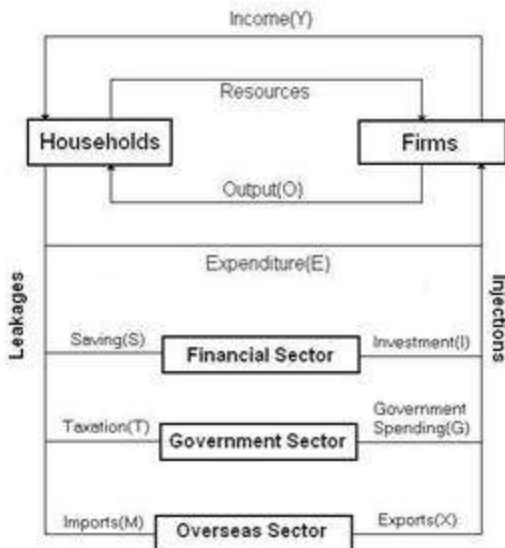 Income(Y)
Resources
Households
Firms
Output(O)
Expenditure(E)
Leakages
Injections
Saving(S)
Financial Sector
Investment(I)
Taxation(T)
Government Sector
Government
Spending(G)
Imports(M)
Overseas Sector
Exports(X)